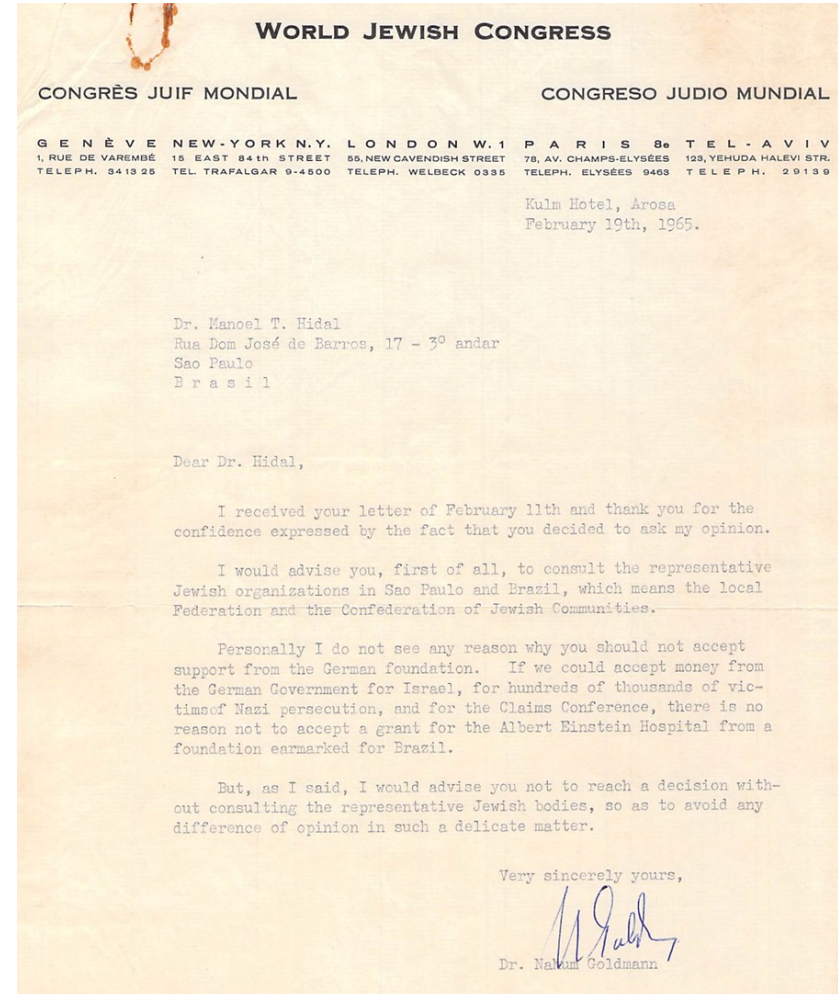 WORLD JEWISH CONGRESS
CONGRÈS JUIF MONDIAL CONGRESO JUDIO MUNDIAL
GENÈVE NEW-YORK N.Y. LONDON W.1 PARIS 8e TEL-AVIV
1, RUE DE VAREMBÉ 15 EAST 84th STREET 55, NEW CAVENDISH STREET 78, AV. CHAMPS-ELYSÉES 123, YEHUDA HALEVI STR.
TELEPH. 34 13 25 TEL. TRAFALGAR 9-4500 TELEPH. WELBECK 0335 TELEPH. ELYSÉES 9463 TELEPH. 29139
Kulm Hotel, Arosa
February 19th, 1965.
Dr. Manoel T. Hidal
Rua Dom José de Barros, 17 - 3º andar
Sao Paulo
B r a s i l
Dear Dr. Hidal,
I received your letter of February 11th and thank you for the
confidence expressed by the fact that you decided to ask my opinion.
I would advise you, first of all, to consult the representative
Jewish organizations in Sao Paulo and Brazil, which means the local
Federation and the Confederation of Jewish Communities.
Personally I do not see any reason why you should not accept
support from the German foundation. If we could accept money from
the German Government for Israel, for hundreds of thousands of vic-
timsof Nazi persecution, and for the Claims Conference, there is no
reason not to accept a grant for the Albert Einstein Hospital from a
foundation earmarked for Brazil.
But, as I said, I would advise you not to reach a decision with-
out consulting the representative Jewish bodies, so as to avoid any
difference of opinion in such a delicate matter.
Very sincerely yours,
Dr. Nahum Goldmann